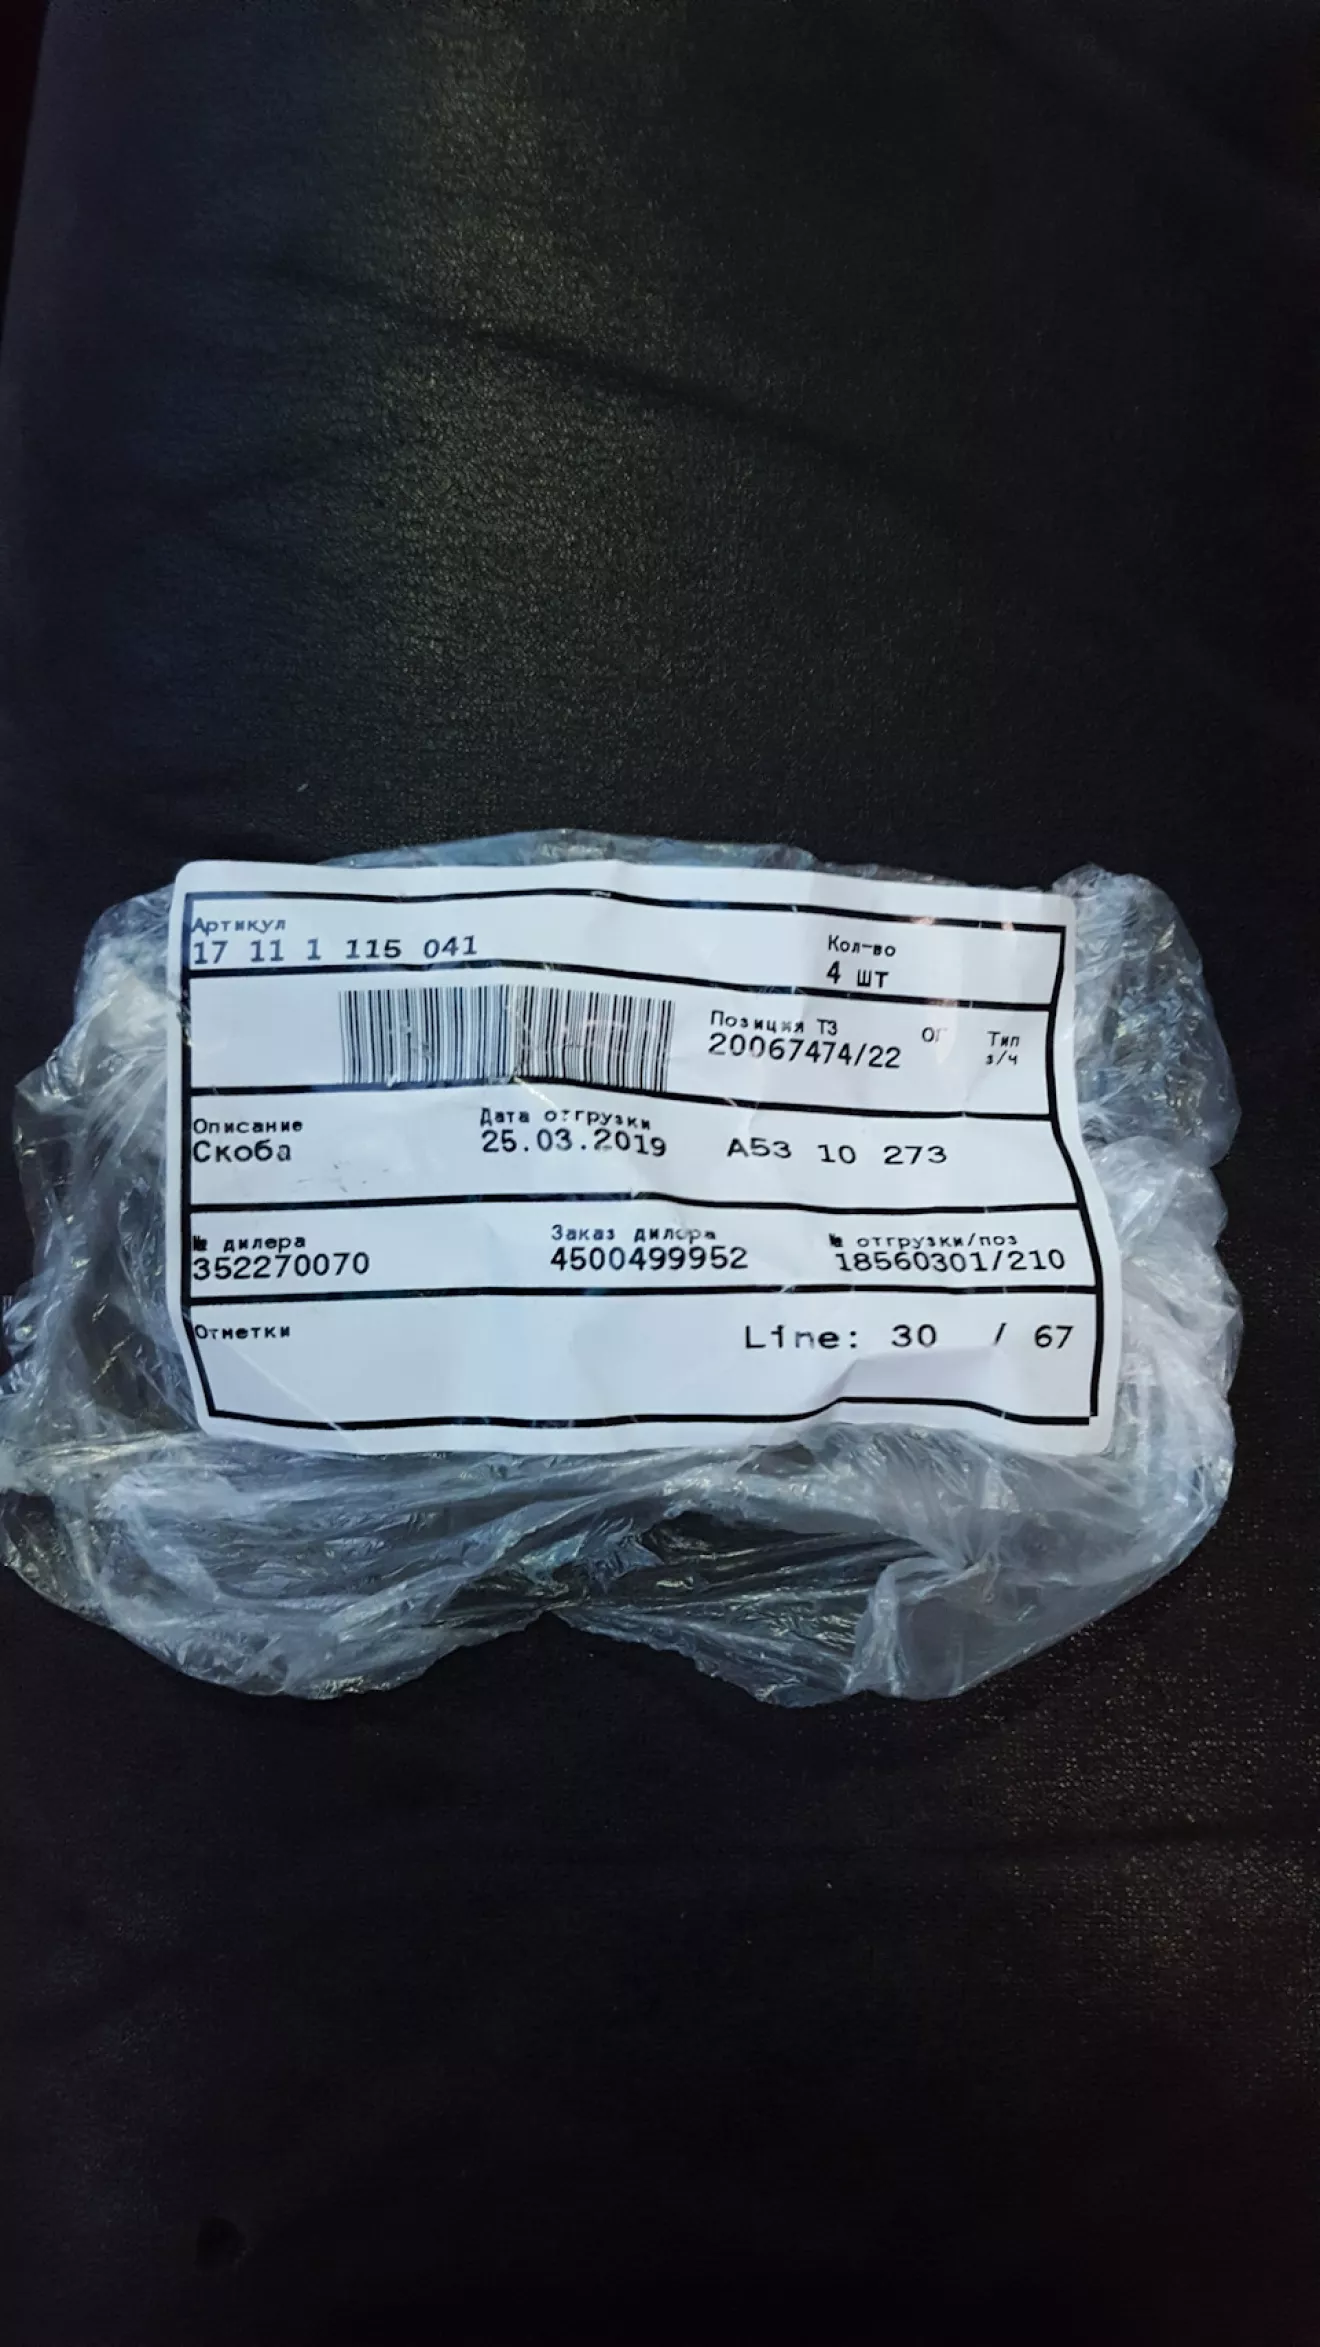 Артикул
17 11 1 115 041
Кол-во
4 шт
Позиция ТЗ
20067474/22
ОГ
Тип
з/ч
Описание
Скоба
Дата отгрузки
25.03.2019
A53 10 273
№ дилера
352270070
Заказ дилера
4500499952
№ отгрузки/поз
18560301/210
Отметки
Line: 30 / 67